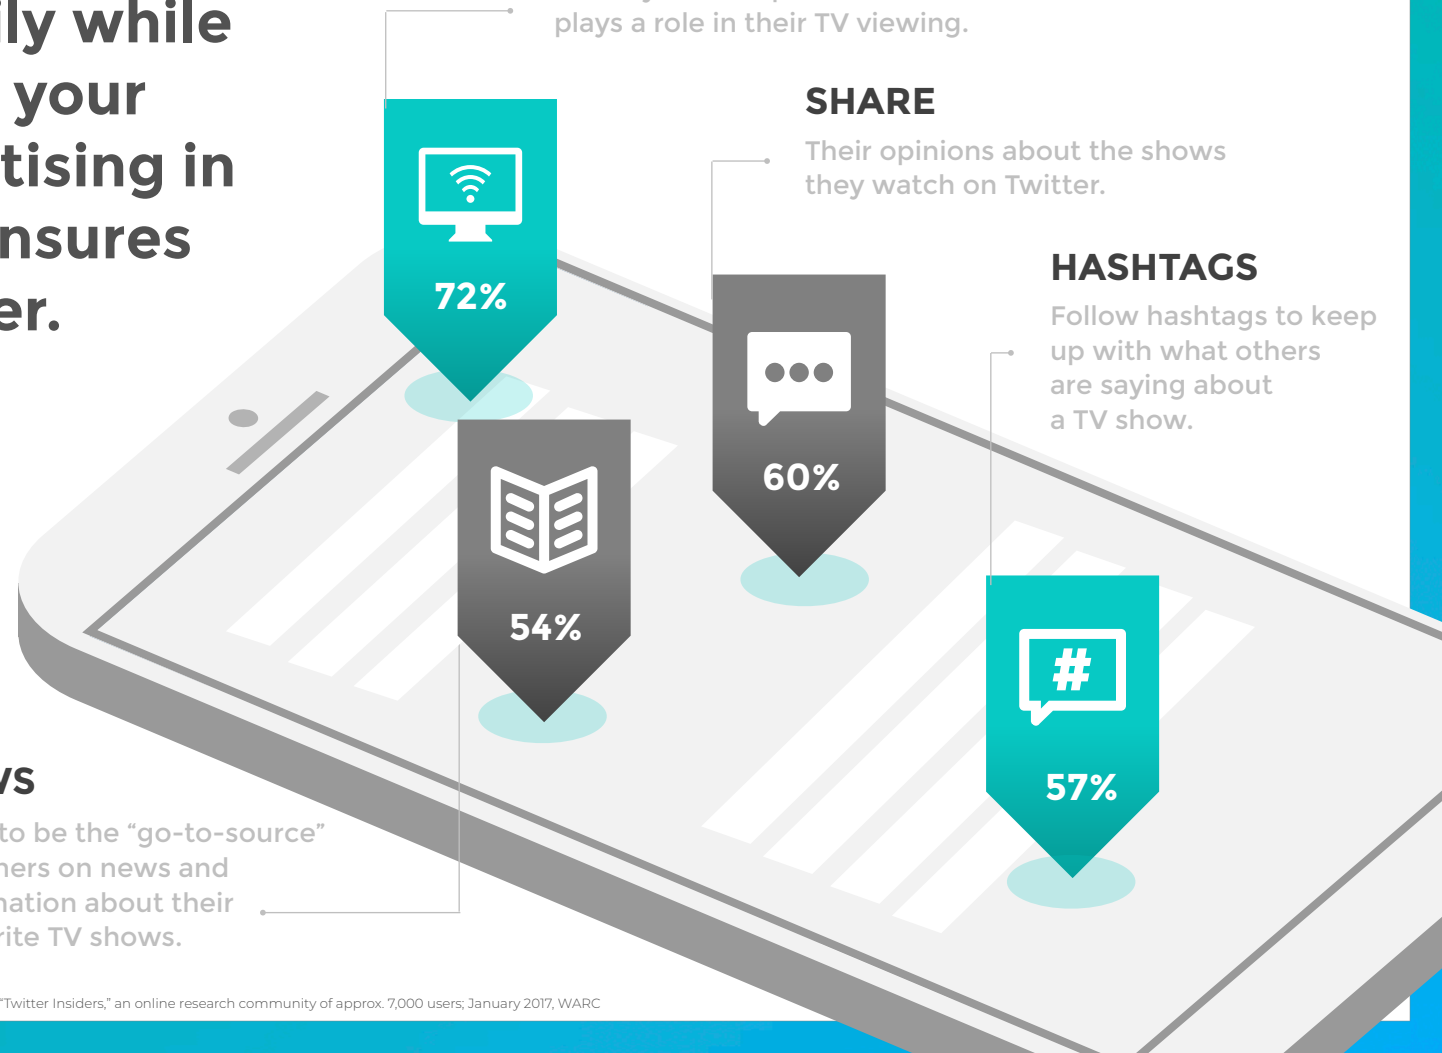 ily while
your
tising in
nsures
er.
plays a role in their TV viewing.
SHARE
Their opinions about the shows
they watch on Twitter.
HASHTAGS
Follow hashtags to keep
up with what others
are saying about
a TV show.
72%
60%
54%
57%
#
VS
to be the “go-to-source”
hers on news and
nation about their
rite TV shows.
“Twitter Insiders,” an online research community of approx. 7,000 users; January 2017, WARC